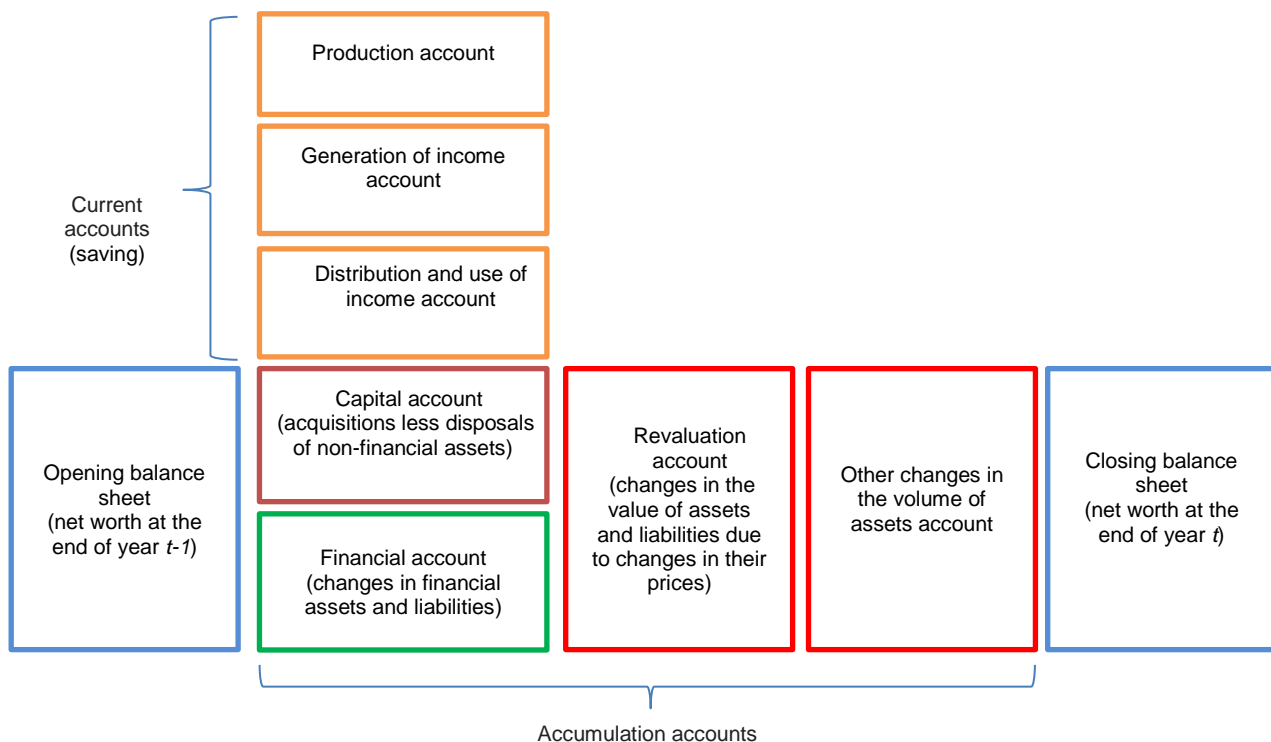 Production account
Generation of income
account
Current
accounts
(saving)
Distribution and use of
income account
Opening balance
sheet
(net worth at the
end of year t-1)
Capital account
(acquisitions less disposals
of non-financial assets)
Financial account
(changes in financial
assets and liabilities)
Revaluation
account
(changes in the
value of assets
and liabilities due
to changes in their
prices)
Other changes in
the volume of
assets account
Closing balance
sheet
(net worth at the
end of year t)
Accumulation accounts